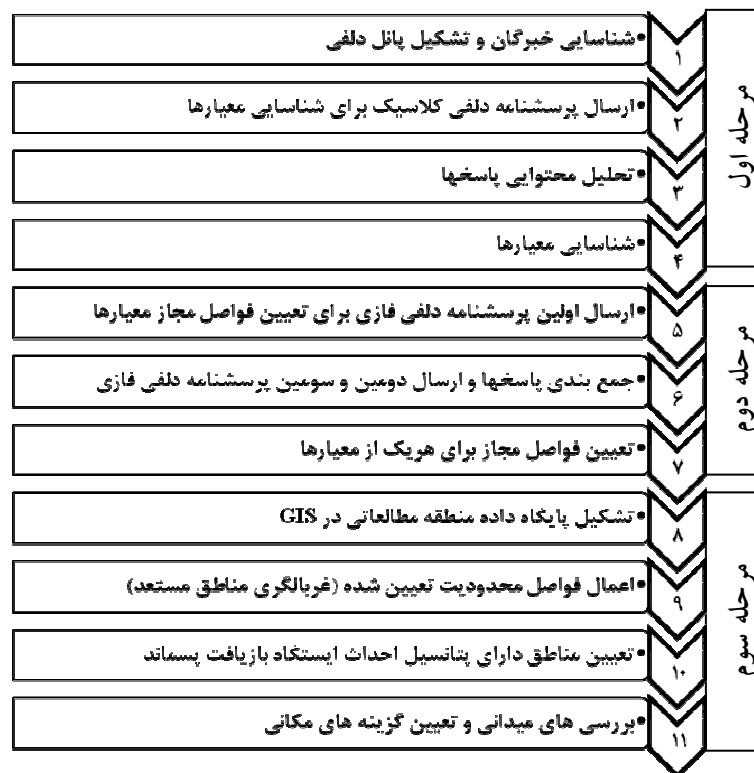 مرحله اول
۱
•شناسایی خبرگان و تشکیل پانل دلفی
۲
•ارسال پرسشنامه دلفی کلاسیک برای شناسایی معیارها
۳
•تحلیل محتوایی پاسخها
۴
•شناسایی معیارها
مرحله دوم
۵
•ارسال اولین پرسشنامه دلفی فازی برای تعیین فواصل مجاز معیارها
۶
•جمع بندی پاسخها و ارسال دومین و سومین پرسشنامه دلفی فازی
۷
•تعیین فواصل مجاز برای هریک از معیارها
مرحله سوم
۸
•تشکیل پایگاه داده منطقه مطالعاتی در GIS
۹
•اعمال فواصل محدودیت تعیین شده (غربالگری مناطق مستعد)
۱۰
•تعیین مناطق دارای پتانسیل احداث ایستگاه بازیافت پسماند
۱۱
•بررسی های میدانی و تعیین گزینه های مکانی